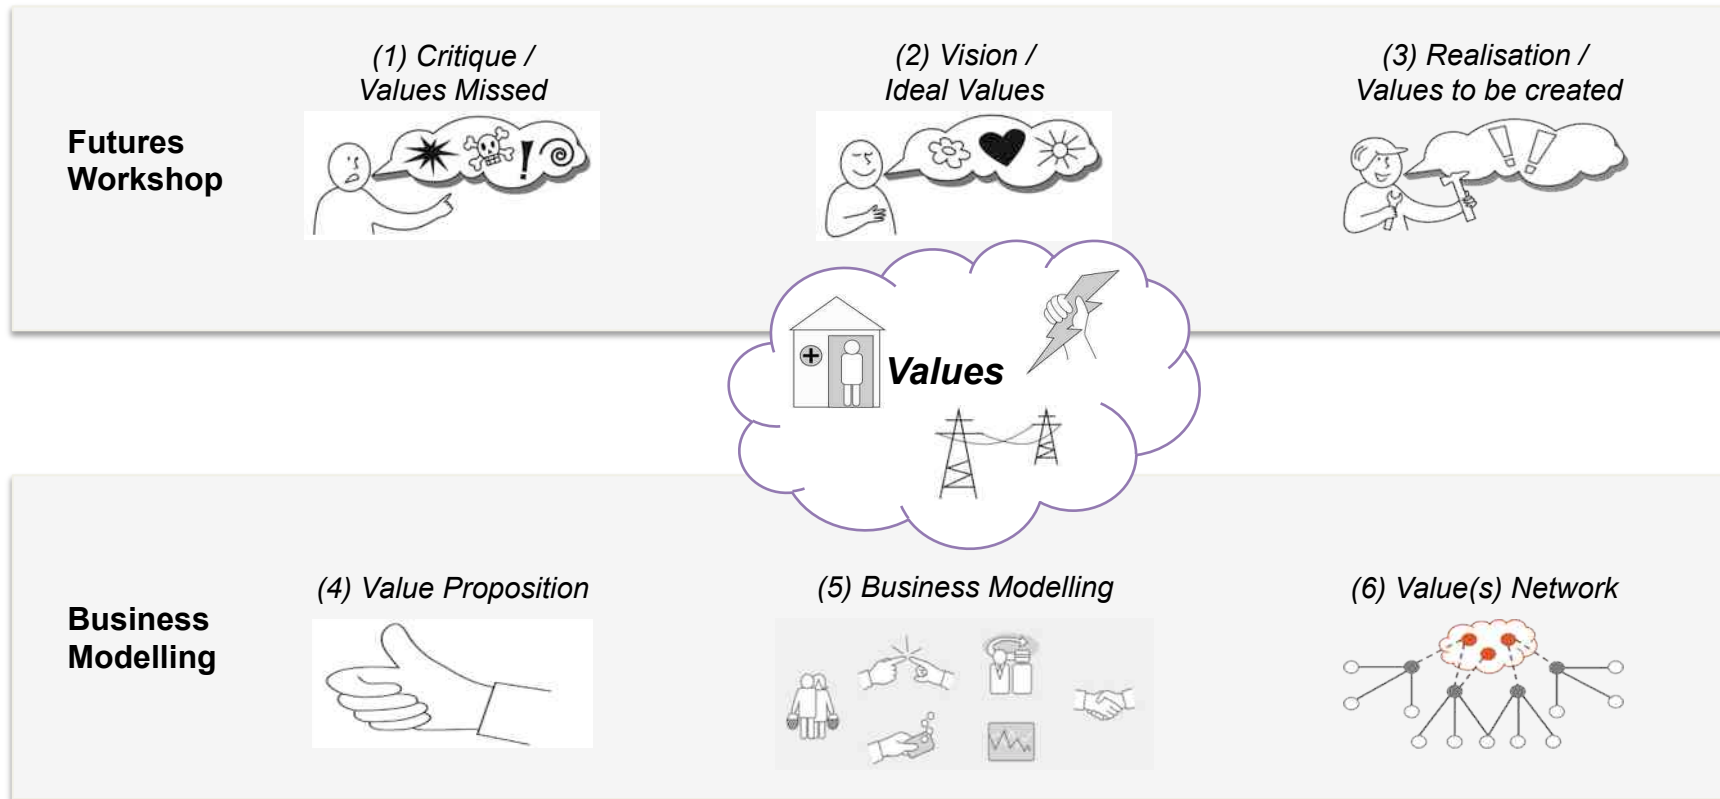 (1) Critique /
Values Missed
(2) Vision /
Ideal Values
(3) Realisation /
Values to be created
Futures
Workshop
Values
(4) Value Proposition
(5) Business Modelling
(6) Value(s) Network
Business
Modelling